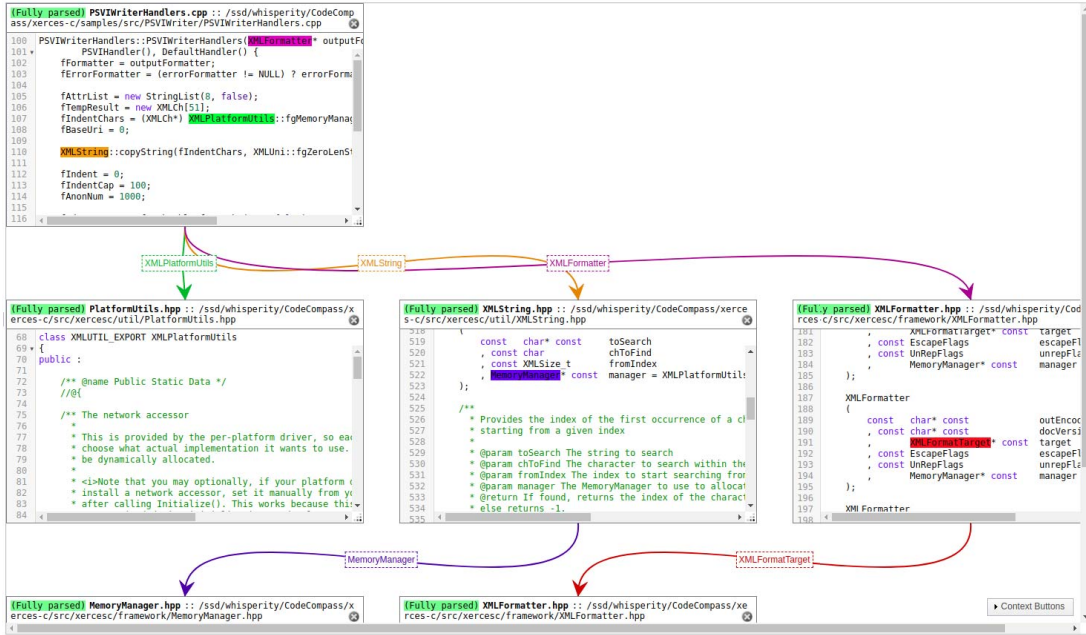 (Fully parsed) PSVIWriterHandlers.cpp :: /ssd/whisperity/CodeComp
ass/xerces-c/samples/src/PSVIWriter/PSVIWriterHandlers.cpp
100 PSVIWriterHandlers::PSVIWriterHandlers(XMLFormatter* outputFo
101 PSVIHandler(), DefaultHandler() {
102 fFormatter = outputFormatter;
103 fErrorFormatter = (errorFormatter != NULL) ? errorForma
104
105 fAttrList = new StringList(8, false);
106 fTempResult = new XMLCh[51];
107 fIndentChars = (XMLCh*) XMLPlatformUtils::fgMemoryManag
108 fBaseUri = 0;
109
110 XMLString::copyString(fIndentChars, XMLUni::fgZeroLenSt
111
112 fIndent = 0;
113 fIndentCap = 100;
114 fAnonNum = 1000;
115
116
XMLPlatformUtils
XMLString
XMLFormatter
(Fully parsed) PlatformUtils.hpp :: /ssd/whisperity/CodeCompass/x
erces-c/src/xercesc/util/PlatformUtils.hpp
68 class XMLUTIL_EXPORT XMLPlatformUtils
69 {
70 public :
71
72 /** @name Public Static Data */
73 //@{
74
75 /** The network accessor
76 *
77 * This is provided by the per-platform driver, so eac
78 * choose what actual implementation it wants to use.
79 * be dynamically allocated.
80 *
81 * <i>Note that you may optionally, if your platform d
82 * install a network accessor, set it manually from yo
83 * after calling Initialize(). This works because this
84
(Fully parsed) XMLString.hpp :: /ssd/whisperity/CodeCompass/xerce
s-c/src/xercesc/util/XMLString.hpp
518 (
519 const char* const toSearch
520 , const char chToFind
521 , const XMLSize_t fromIndex
522 , MemoryManager* const manager = XMLPlatformUtils
523 );
524
525 /**
526 * Provides the index of the first occurrence of a ch
527 * starting from a given index
528 *
529 * @param toSearch The string to search
530 * @param chToFind The character to search within the
531 * @param fromIndex The index to start searching from
532 * @param manager The MemoryManager to use to allocat
533 * @return If found, returns the index of the charact
534 * else returns -1.
535
(Fully parsed) XMLFormatter.hpp :: /ssd/whisperity/CodeCompass/xe
rces-c/src/xercesc/framework/XMLFormatter.hpp
181 , XMLFormatTarget* const target
182 , const EscapeFlags escapeFl
183 , const UnRepFlags unrepFla
184 , MemoryManager* const manager
185 );
186
187 XMLFormatter
188 (
189 const char* const outEncod
190 , const char* const docVersi
191 , XMLFormatTarget* const target
192 , const EscapeFlags escapeFl
193 , const UnRepFlags unrepFla
194 , MemoryManager* const manager
195 );
196
197 XMLFormatter
198
MemoryManager
XMLFormatTarget
(Fully parsed) MemoryManager.hpp :: /ssd/whisperity/CodeCompass/x
erces-c/src/xercesc/framework/MemoryManager.hpp
(Fully parsed) XMLFormatter.hpp :: /ssd/whisperity/CodeCompass/xe
rces-c/src/xercesc/framework/XMLFormatter.hpp
Context Buttons